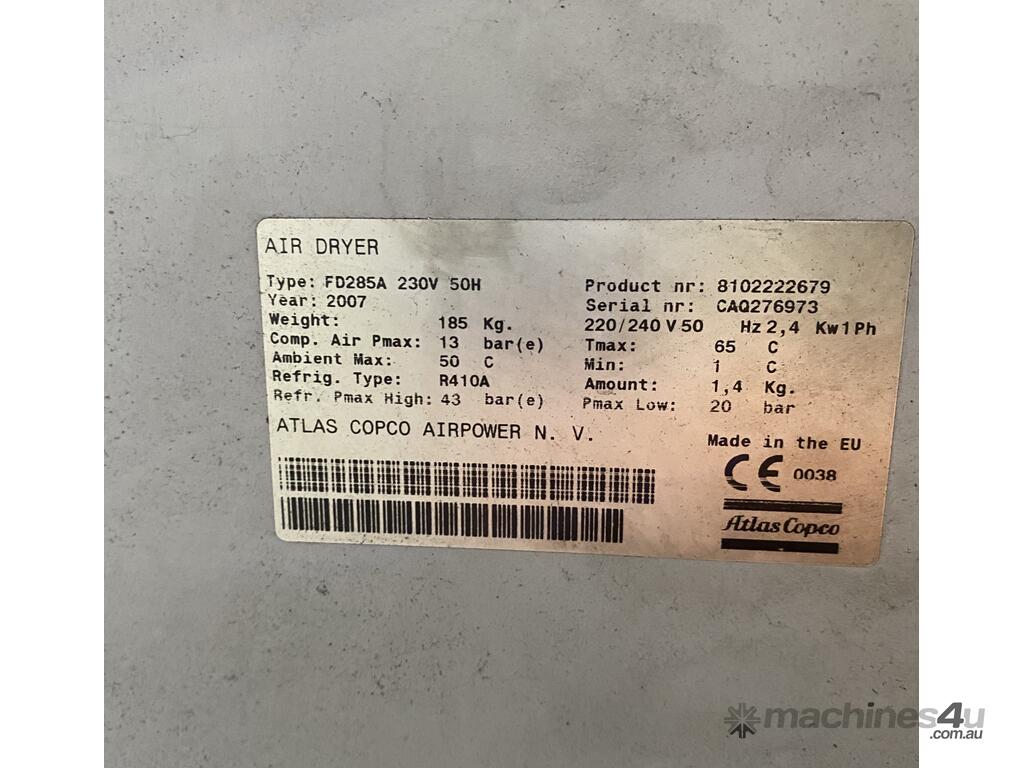 AIR DRYER
Type: FD285A 230V 50H
Year: 2007
Weight: 185 Kg.
Comp. Air Pmax: 13 bar(e)
Ambient Max: 50 C
Refrig. Type: R410A
Refr. Pmax High: 43 bar(e)
Product nr: 8102222679
Serial nr: CAQ276973
220/240 V 50 Hz 2,4 Kw 1Ph
Tmax: 65 C
Min: 1 C
Amount: 1,4 Kg.
Pmax Low: 20 bar
ATLAS COPCO AIRPOWER N. V.
Made in the EU
CE 0038
Atlas Copco
machines4u
.com.au